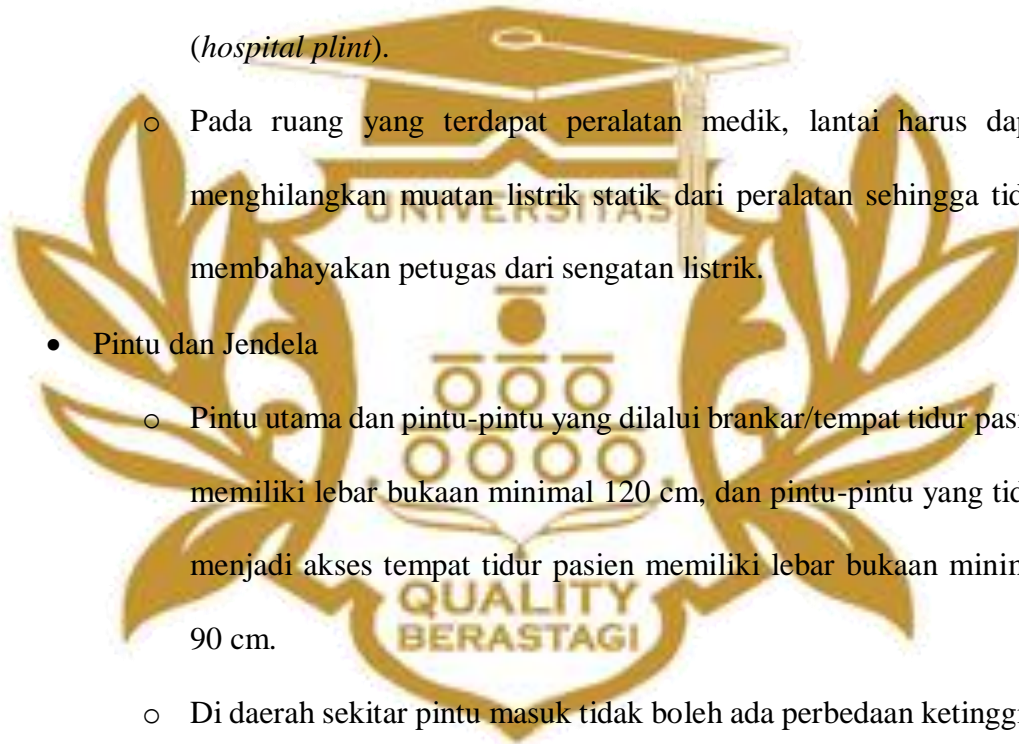 (hospital plint).
o Pada ruang yang terdapat peralatan medik, lantai harus dap
menghilangkan muatan listrik statik dari peralatan sehingga tid
membahayakan petugas dari sengatan listrik.
• Pintu dan Jendela
o Pintu utama dan pintu-pintu yang dilalui brankar/tempat tidur pasi
memiliki lebar bukaan minimal 120 cm, dan pintu-pintu yang tid
menjadi akses tempat tidur pasien memiliki lebar bukaan minim
90 cm.
o Di daerah sekitar pintu masuk tidak boleh ada perbedaan ketinggi
UNIVERSITAS
QUALITY
BERASTAGI